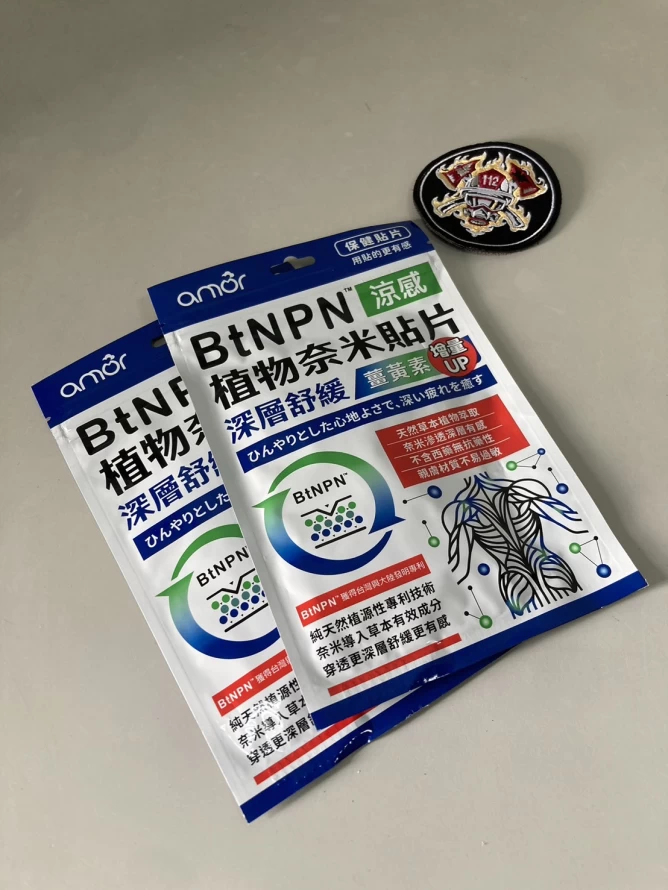 保健貼片
用貼的更有感
amór
BtNPN™ 涼感
植物奈米貼片
深層舒緩 薑黃素 增量UP
ひんやりとした心地よさで、深い疲れを癒す
天然草本植物萃取
奈米滲透深層有感
不含西藥無抗藥性
親膚材質不易過敏
BtNPN™
BtNPN™ 獲得台灣與大陸發明專利
純天然植源性專利技術
奈米導入草本有效成分
穿透更深層舒緩更有感
amór
BtNP
植物奈
深層舒緩
ひんやりとした
BtNPN
BtNPN™ 獲得台灣
純天然植源性
奈米導入草本
穿透更深層舒
112